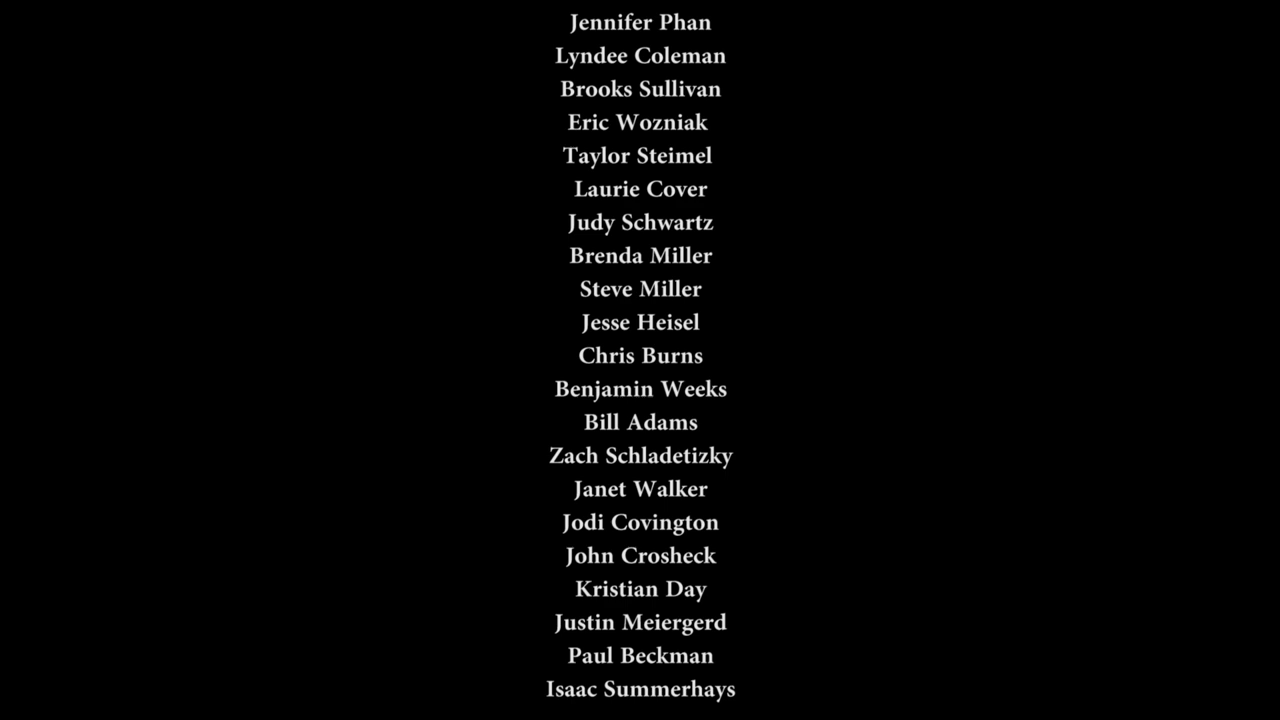 Jennifer Phan
Lyndee Coleman
Brooks Sullivan
Eric Wozniak
Taylor Steimel
Laurie Cover
Judy Schwartz
Brenda Miller
Steve Miller
Jesse Heisel
Chris Burns
Benjamin Weeks
Bill Adams
Zach Schladetizky
Janet Walker
Jodi Covington
John Crosheck
Kristian Day
Justin Meiergerd
Paul Beckman
Isaac Summerhays